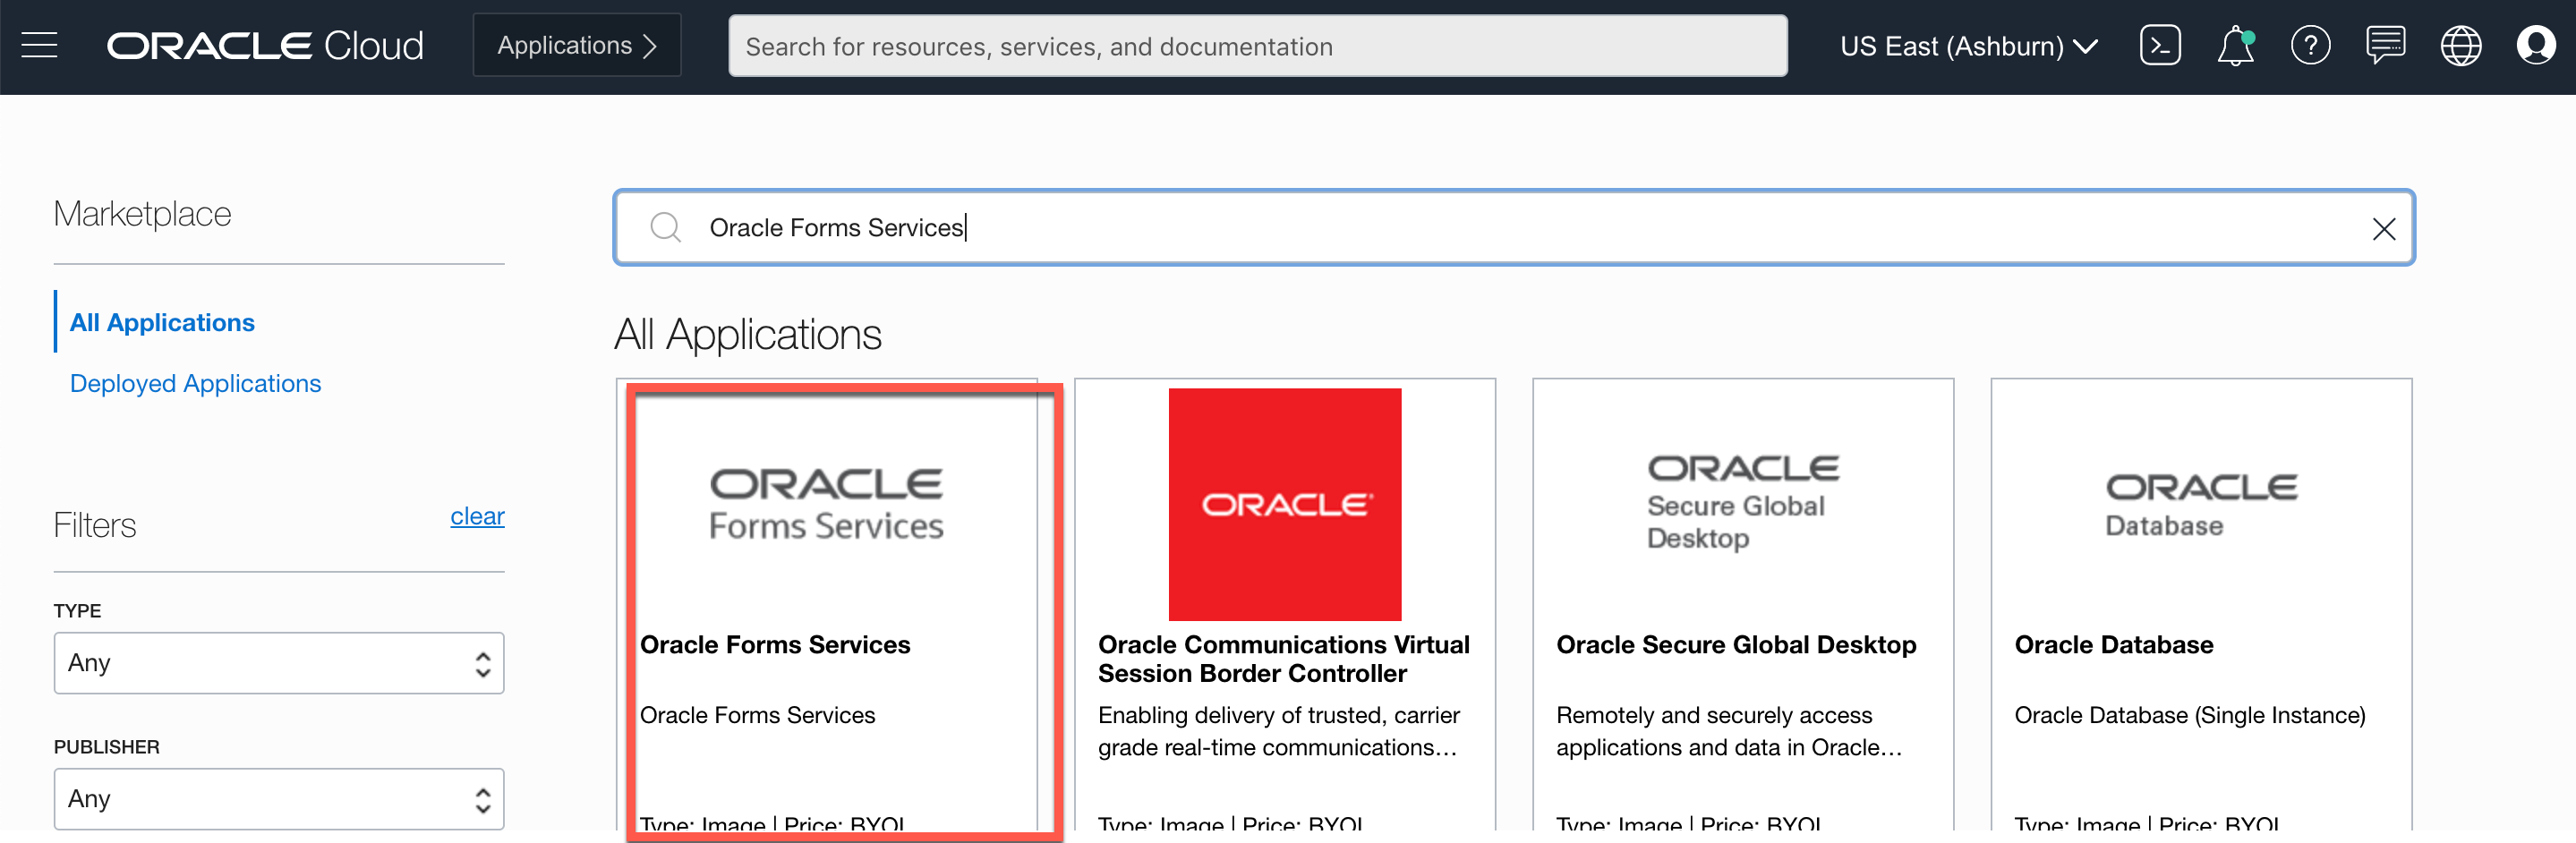 ORACLE Cloud
Applications
Search for resources, services, and documentation
US East (Ashburn)
Marketplace
Oracle Forms Services
All Applications
Deployed Applications
All Applications
Filters
clear
TYPE
Any
PUBLISHER
Any
ORACLE
Forms Services
Oracle Forms Services
Oracle Forms Services
Type: Image | Price: BYOL
ORACLE
Oracle Communications Virtual
Session Border Controller
Enabling delivery of trusted, carrier
grade real-time communications...
Type: Image | Price: BYOL
ORACLE
Secure Global
Desktop
Oracle Secure Global Desktop
Remotely and securely access
applications and data in Oracle...
Type: Image | Price: BYOL
ORACLE
Database
Oracle Database
Oracle Database (Single Instance)
Type: Image | Price: BYOL